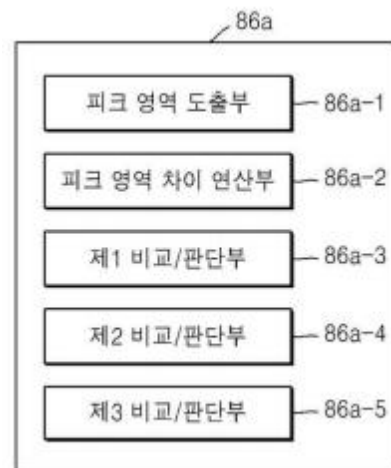 86a
피크 영역 도출부 86a-1
피크 영역 차이 연산부 86a-2
제1 비교/판단부 86a-3
제2 비교/판단부 86a-4
제3 비교/판단부 86a-5